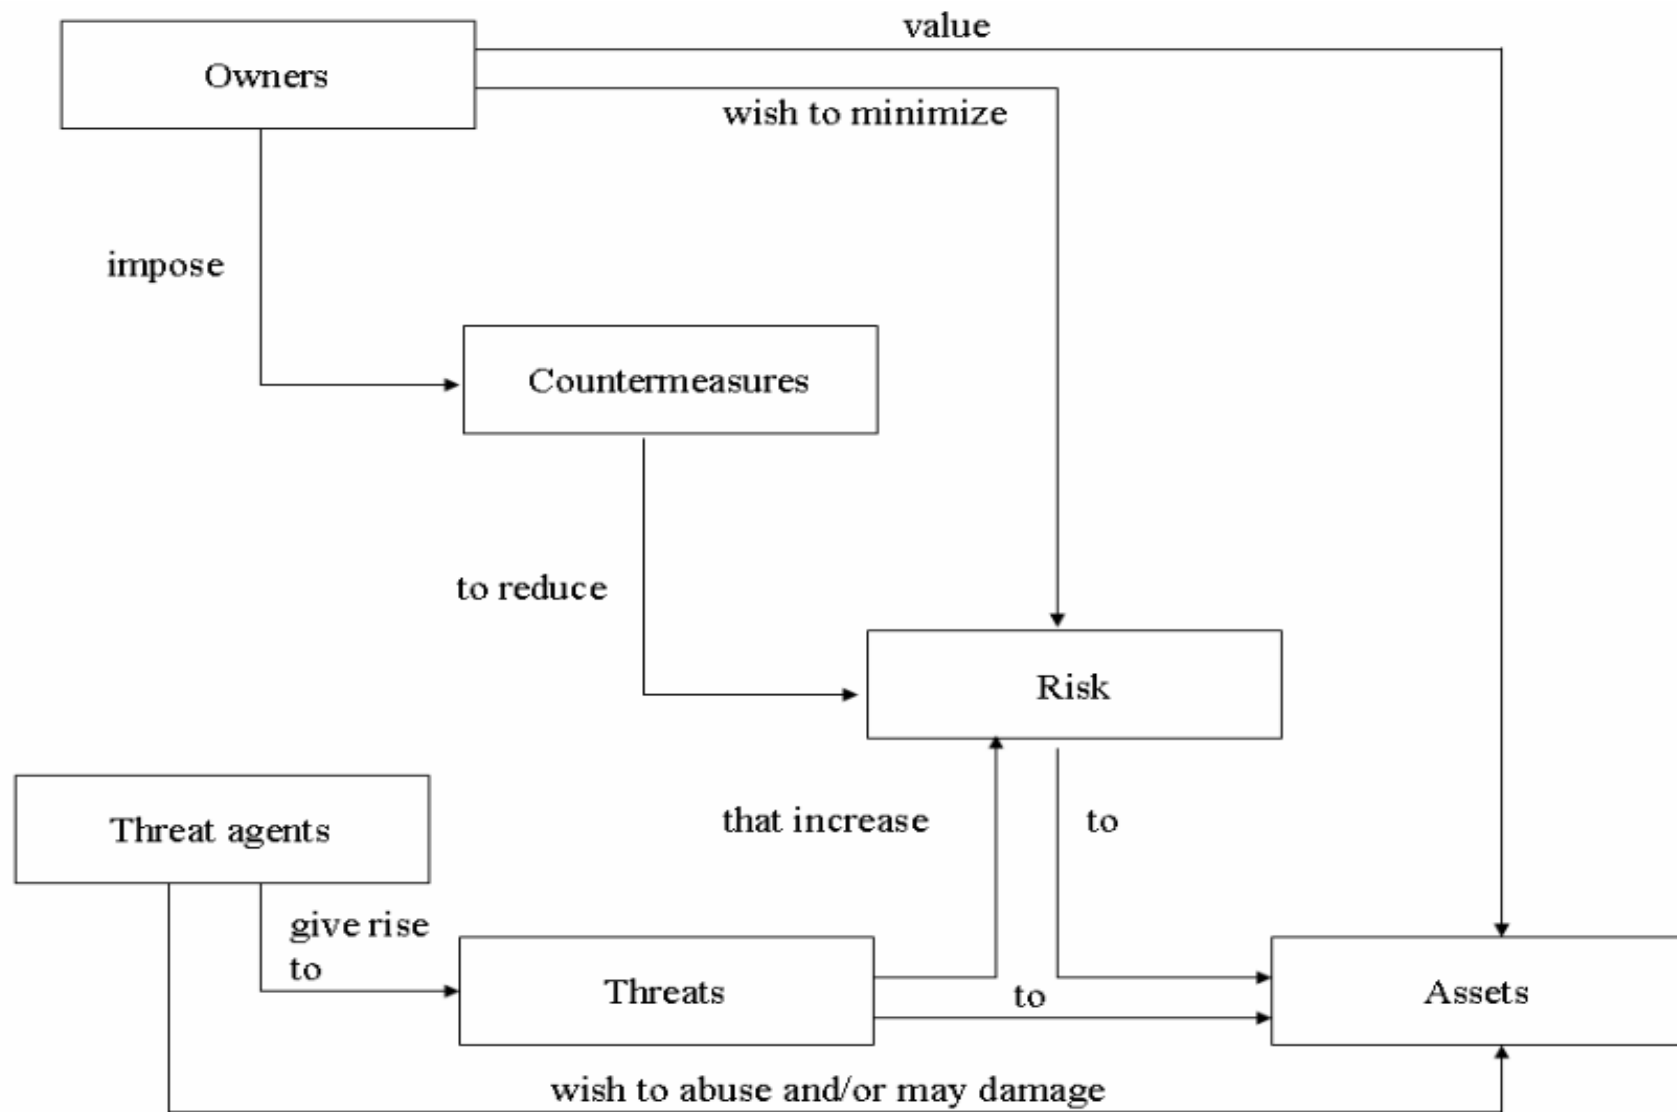 value
Owners
wish to minimize
impose
Countermeasures
to reduce
Risk
Threat agents
that increase
to
give rise
to
Threats
to
Assets
wish to abuse and/or may damage